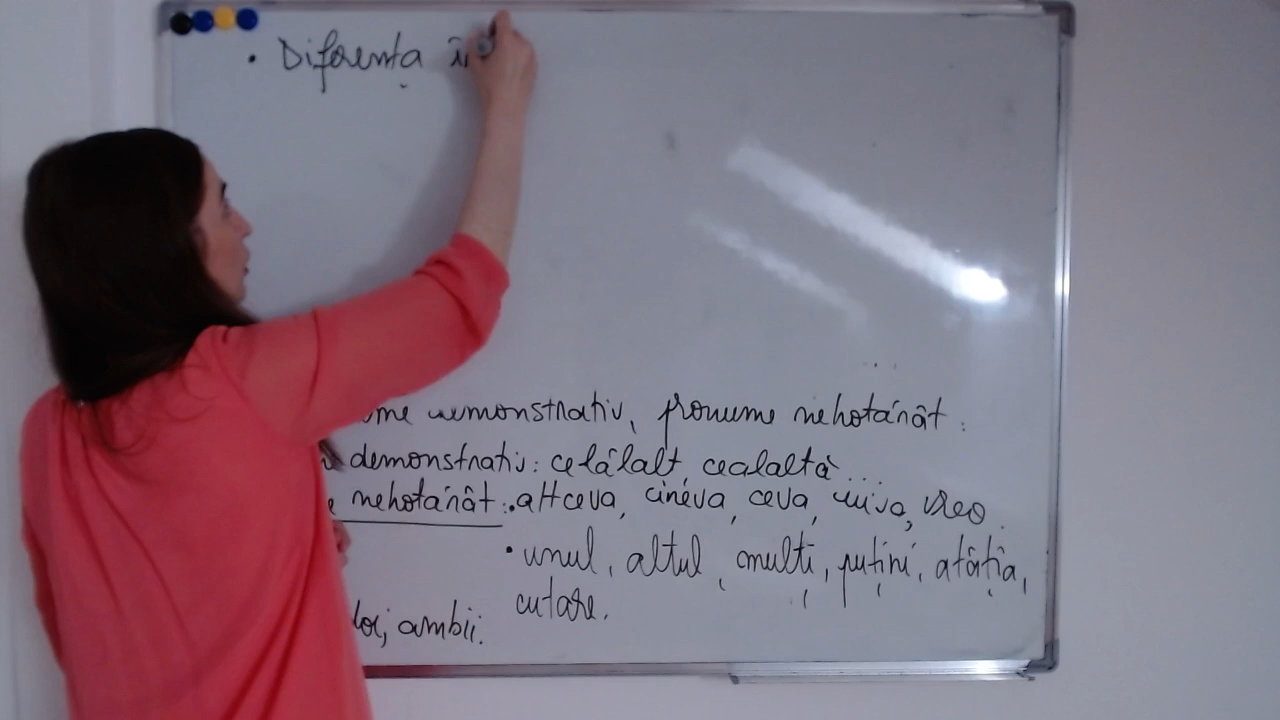 • Diferența în
demonstrativ, pronume nehotărât:
demonstrativ: celălalt, cealaltă...
nehotărât: • altceva, cineva, ceva, vreo.
• unul, altul, mulți, puțini, atâția,
cutare.
ambii.